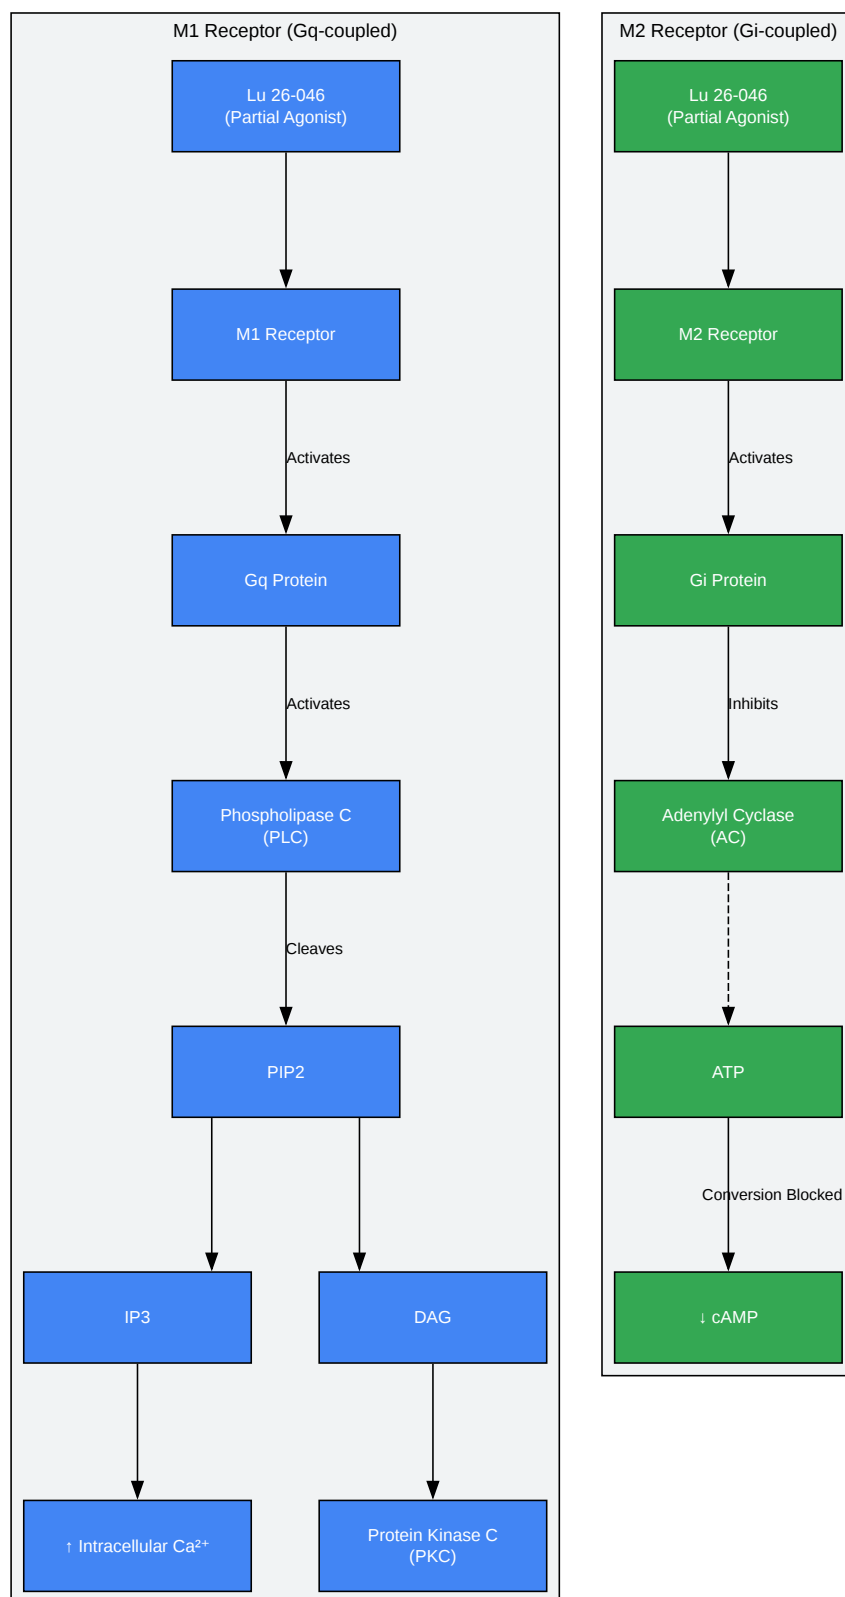 M1 Receptor (Gq-coupled)
Lu 26-046
(Partial Agonist)
M1 Receptor
Activates
Gq Protein
Activates
Phospholipase C
(PLC)
Cleaves
PIP2
IP3
DAG
↑ Intracellular Ca²⁺
Protein Kinase C
(PKC)
M2 Receptor (Gi-coupled)
Lu 26-046
(Partial Agonist)
M2 Receptor
Activates
Gi Protein
Inhibits
Adenylyl Cyclase
(AC)
ATP
Conversion Blocked
↓ cAMP